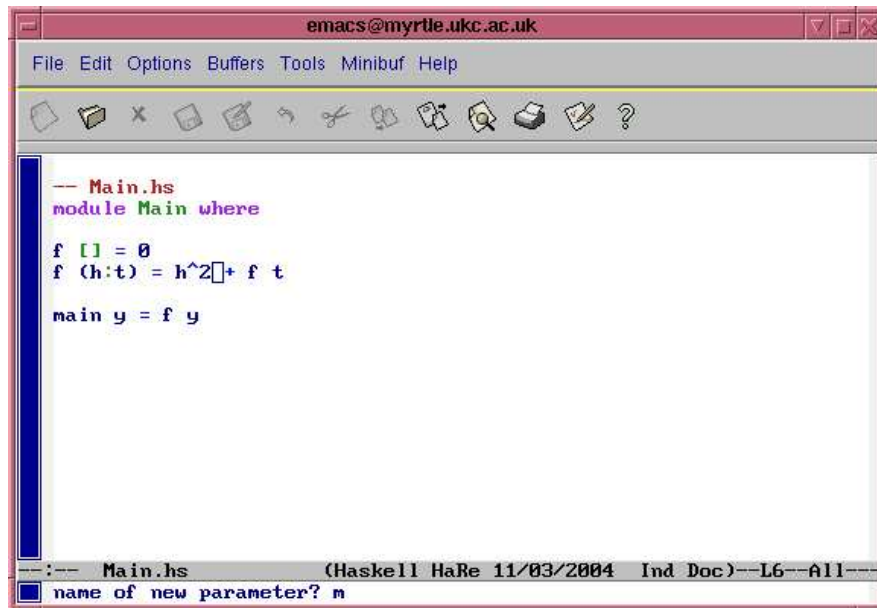 emacs@myrtle.ukc.ac.uk
File Edit Options Buffers Tools Minibuf Help
?
-- Main.hs
module Main where
f [] = 0
f (h:t) = h^2 + f t
main y = f y
--:-- Main.hs (Haskell HaRe 11/03/2004 Ind Doc)--L6--All---
name of new parameter? m